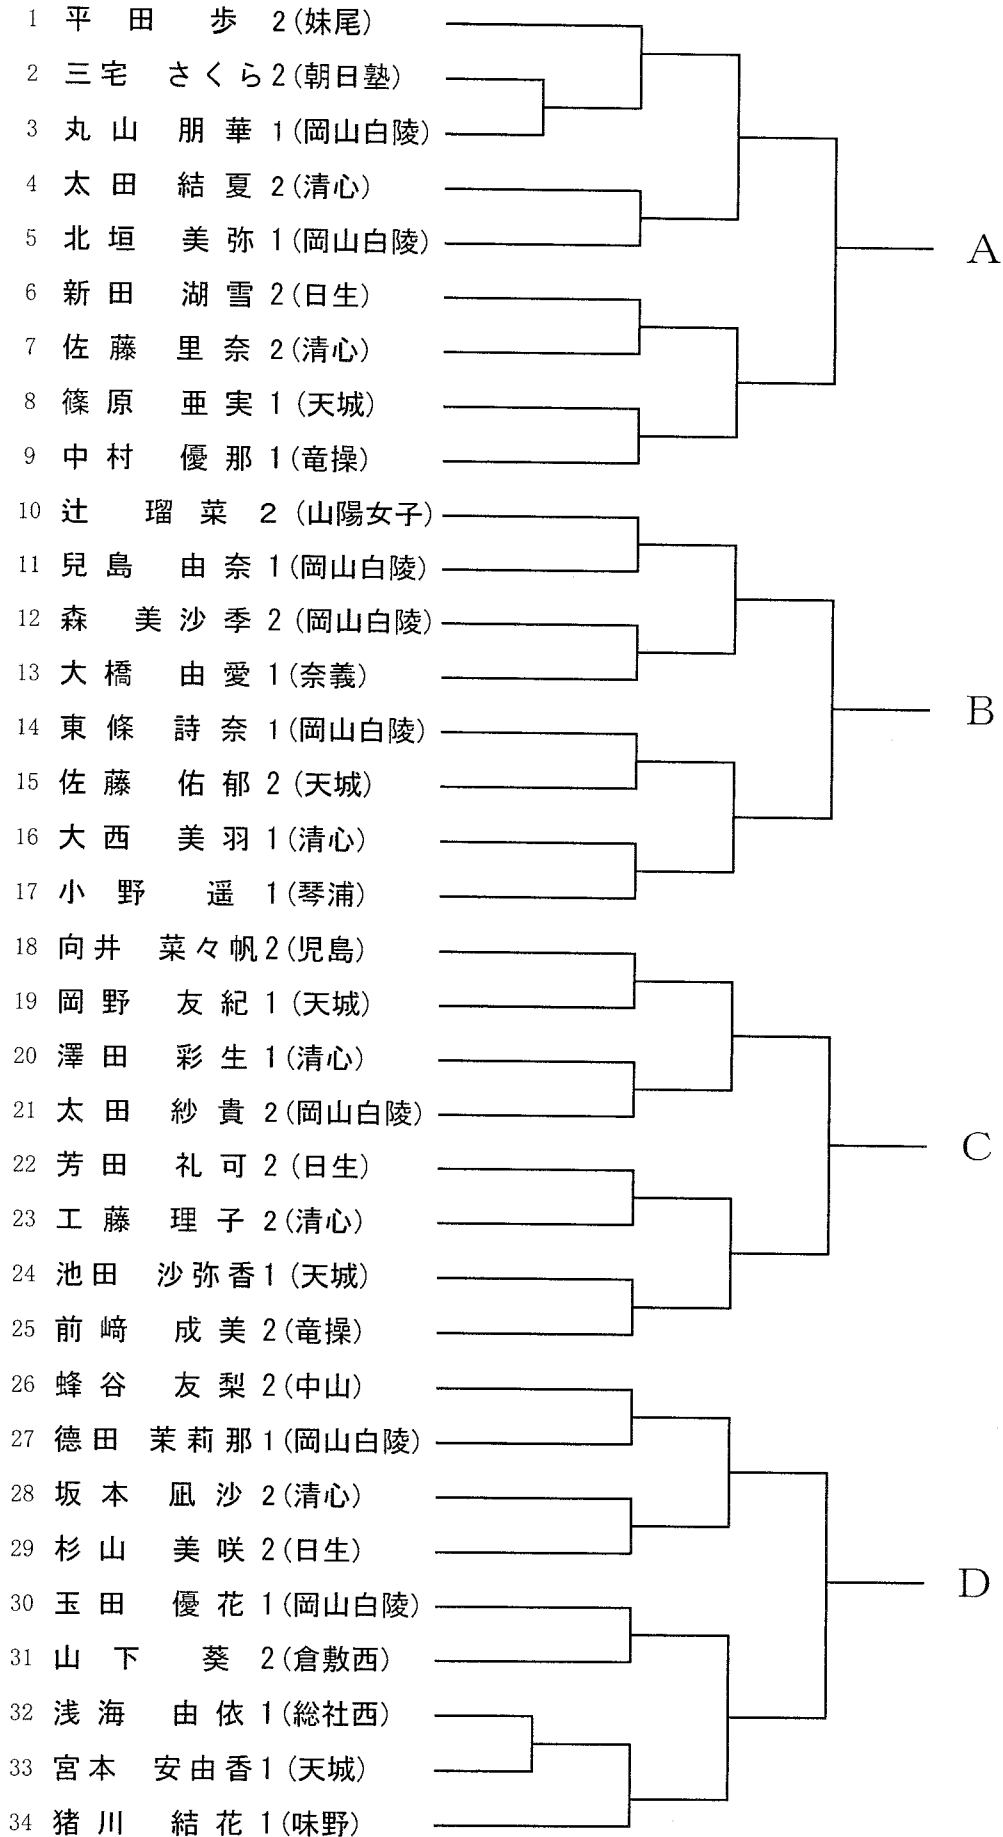 1 平田 歩 2(妹尾)
2 三宅 さくら2(朝日塾)
3 丸山 朋華 1(岡山白陵)
4 太田 結夏 2(清心)
5 北垣 美弥 1(岡山白陵)
A
6 新田 湖雪 2(日生)
7 佐藤 里奈 2(清心)
8 篠原 亜実 1(天城)
9 中村 優那 1(竜操)
10 辻 瑠菜 2(山陽女子)
11 兒島 由奈 1(岡山白陵)
12 森 美沙季 2(岡山白陵)
13 大橋 由愛 1(奈義)
B
14 東條 詩奈 1(岡山白陵)
15 佐藤 佑郁 2(天城)
16 大西 美羽 1(清心)
17 小野 遥 1(琴浦)
18 向井 菜々帆2(児島)
19 岡野 友紀 1(天城)
20 澤田 彩生 1(清心)
21 太田 紗貴 2(岡山白陵)
C
22 芳田 礼可 2(日生)
23 工藤 理子 2(清心)
24 池田 沙弥香1(天城)
25 前﨑 成美 2(竜操)
26 蜂谷 友梨 2(中山)
27 德田 茉莉那 1(岡山白陵)
28 坂本 凪沙 2(清心)
29 杉山 美咲 2(日生)
D
30 玉田 優花 1(岡山白陵)
31 山下 葵 2(倉敷西)
32 浅海 由依 1(総社西)
33 宮本 安由香1(天城)
34 猪川 結花 1(味野)